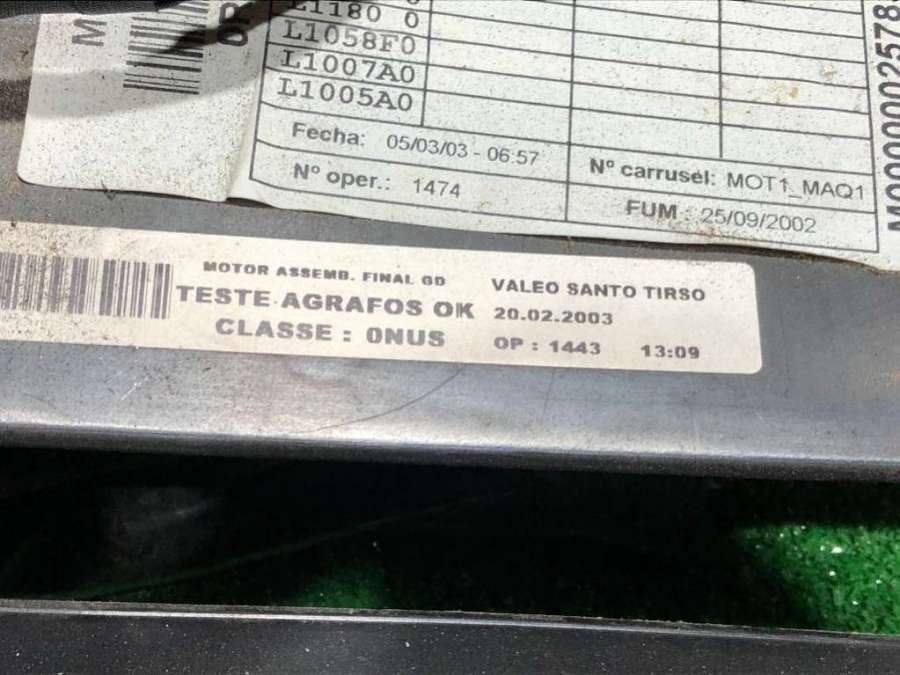 L1180 0
L1058F0
L1007A0
L1005A0
Fecha: 05/03/03 - 06:57
Nº carrusel: MOT1_MAQ1
Nº oper.: 1474
FUM : 25/09/2002
MOTOR ASSEMB. FINAL GD
VALEO SANTO TIRSO
TESTE AGRAFOS OK
20.02.2003
CLASSE : 0NUS
OP : 1443 13:09